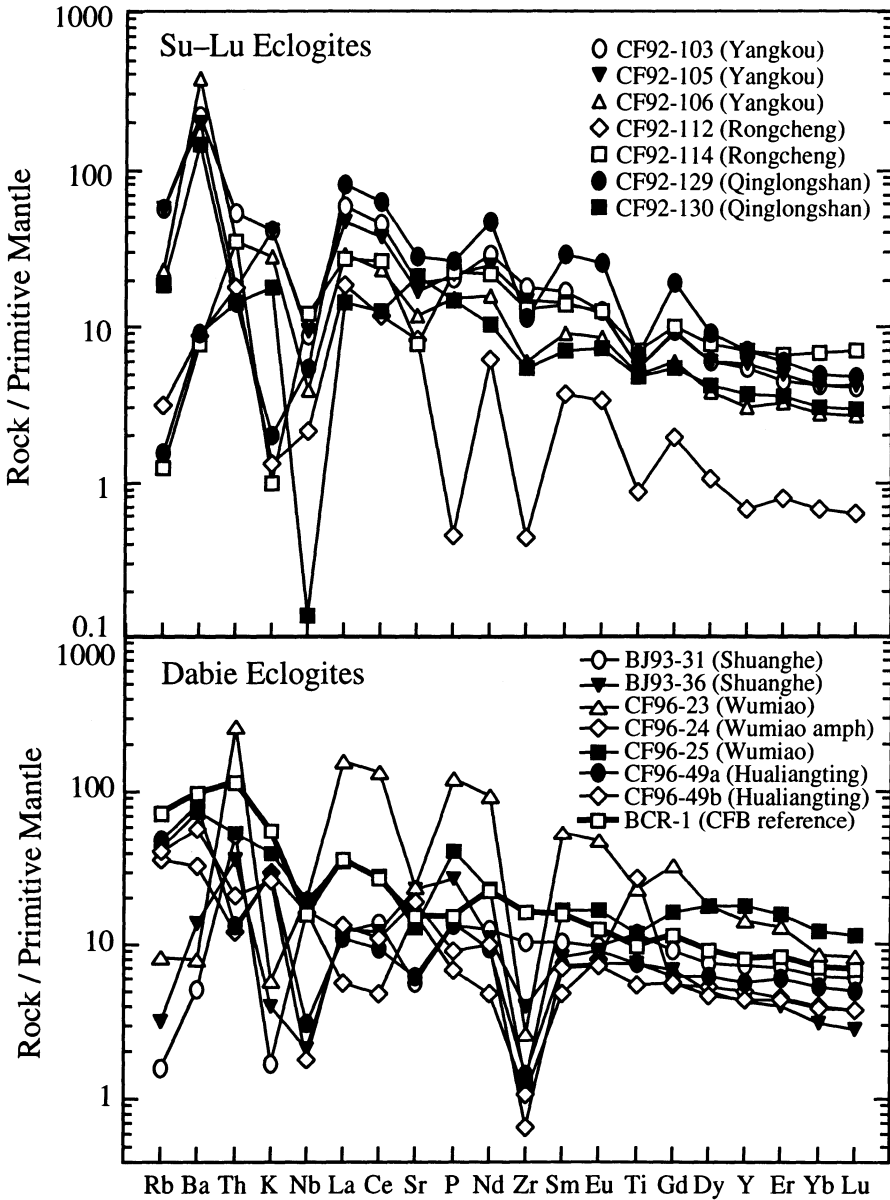 1000
Su–Lu Eclogites
CF92-103 (Yangkou)
CF92-105 (Yangkou)
CF92-106 (Yangkou)
CF92-112 (Rongcheng)
CF92-114 (Rongcheng)
CF92-129 (Qinglongshan)
CF92-130 (Qinglongshan)
100
10
1
0.1
Rock / Primitive Mantle
1000
Dabie Eclogites
BJ93-31 (Shuanghe)
BJ93-36 (Shuanghe)
CF96-23 (Wumiao)
CF96-24 (Wumiao amph)
CF96-25 (Wumiao)
CF96-49a (Hualiangting)
CF96-49b (Hualiangting)
BCR-1 (CFB reference)
100
10
1
Rock / Primitive Mantle
Rb Ba Th K Nb La Ce Sr P Nd Zr Sm Eu Ti Gd Dy Y Er Yb Lu